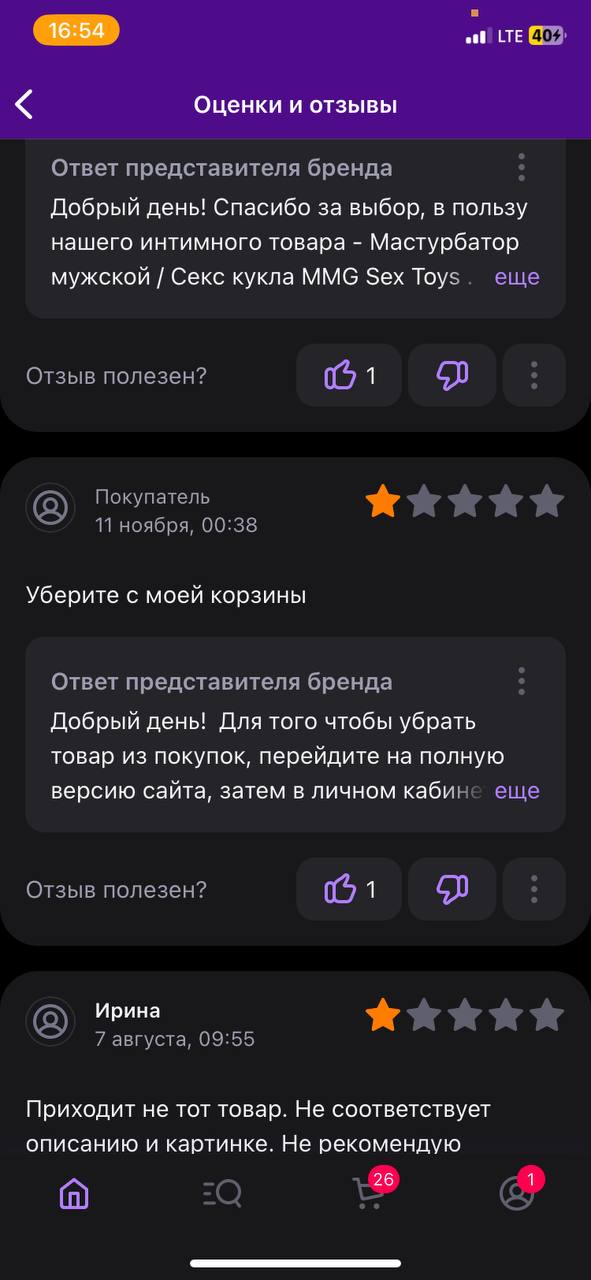 16:54
LTE 40
Оценки и отзывы
Ответ представителя бренда
Добрый день! Спасибо за выбор, в пользу
нашего интимного товара - Мастурбатор
мужской / Секс кукла MMG Sex Toys . еще
Отзыв полезен? 1
Покупатель
11 ноября, 00:38
Уберите с моей корзины
Ответ представителя бренда
Добрый день! Для того чтобы убрать
товар из покупок, перейдите на полную
версию сайта, затем в личном кабине еще
Отзыв полезен? 1
Ирина
7 августа, 09:55
Приходит не тот товар. Не соответствует
описанию и картинке. Не рекомендую
26
1